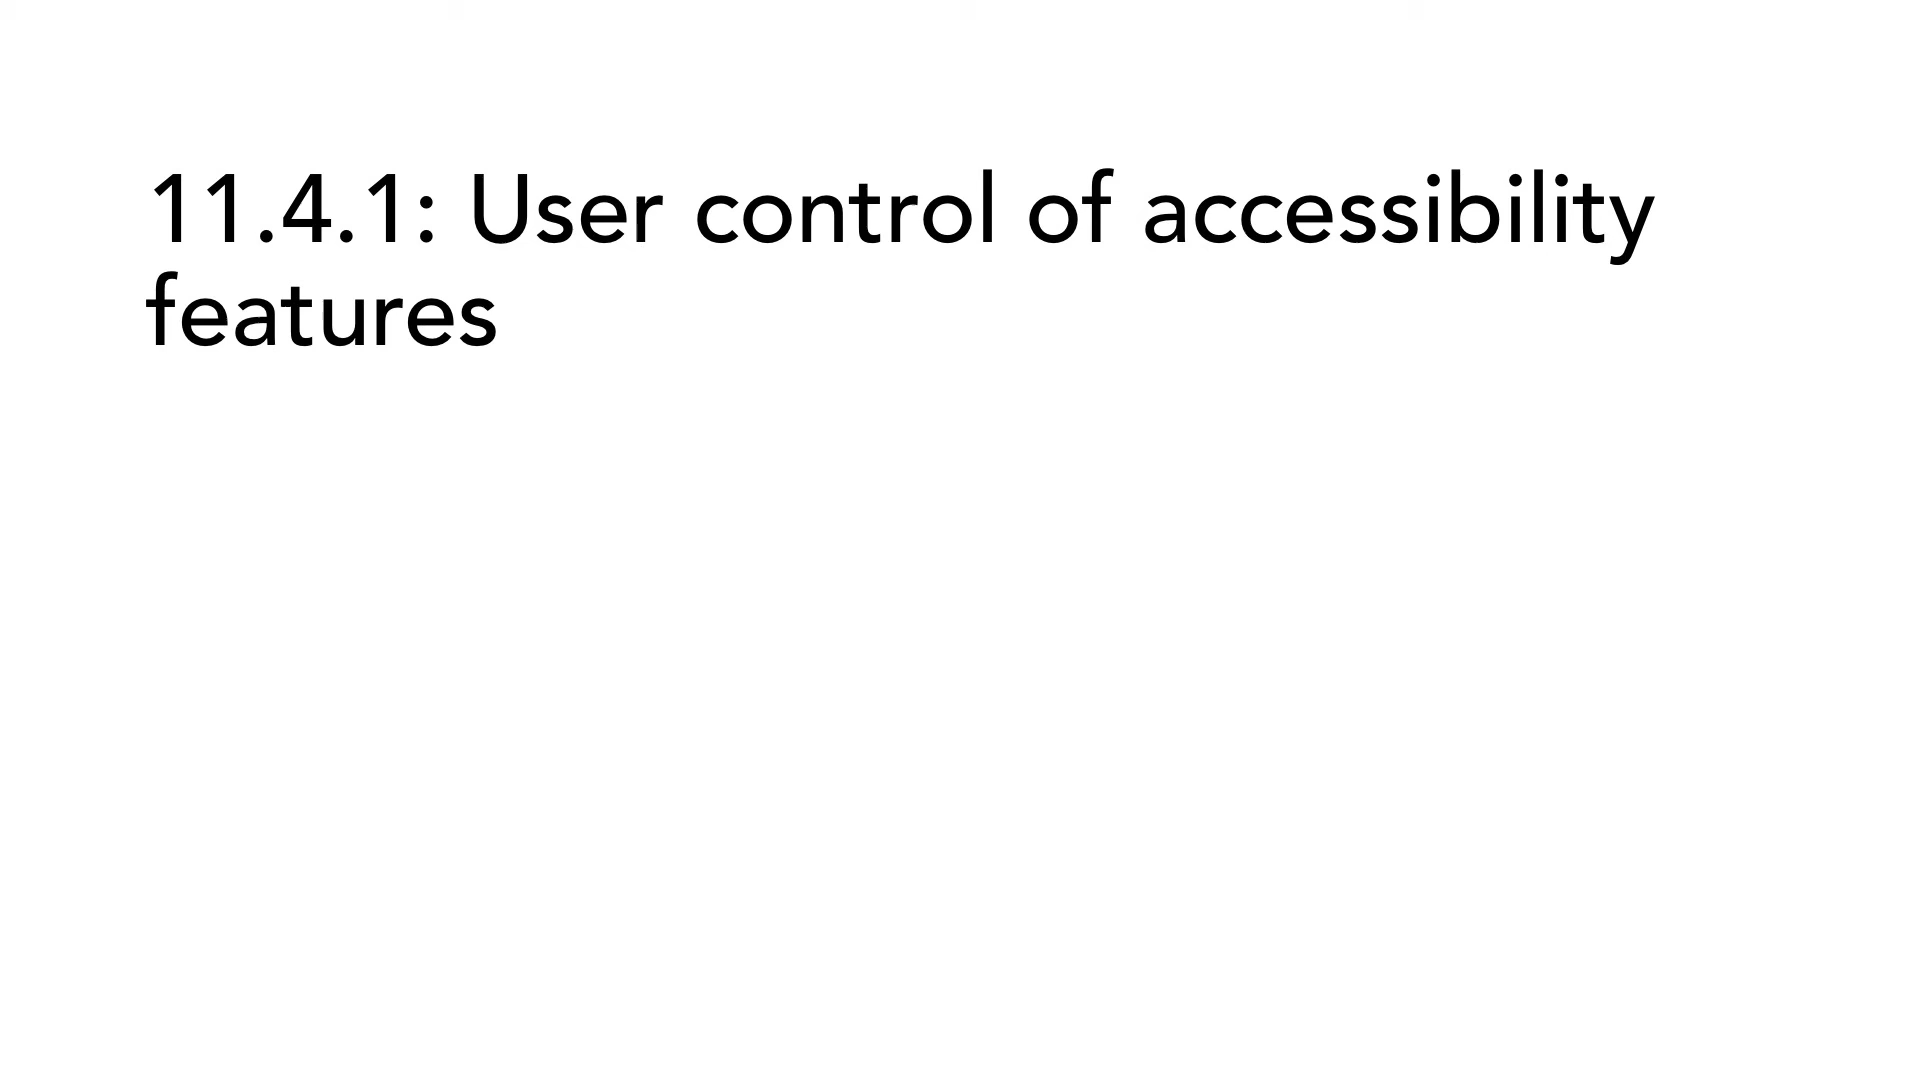 11.4.1: User control of accessibility
features